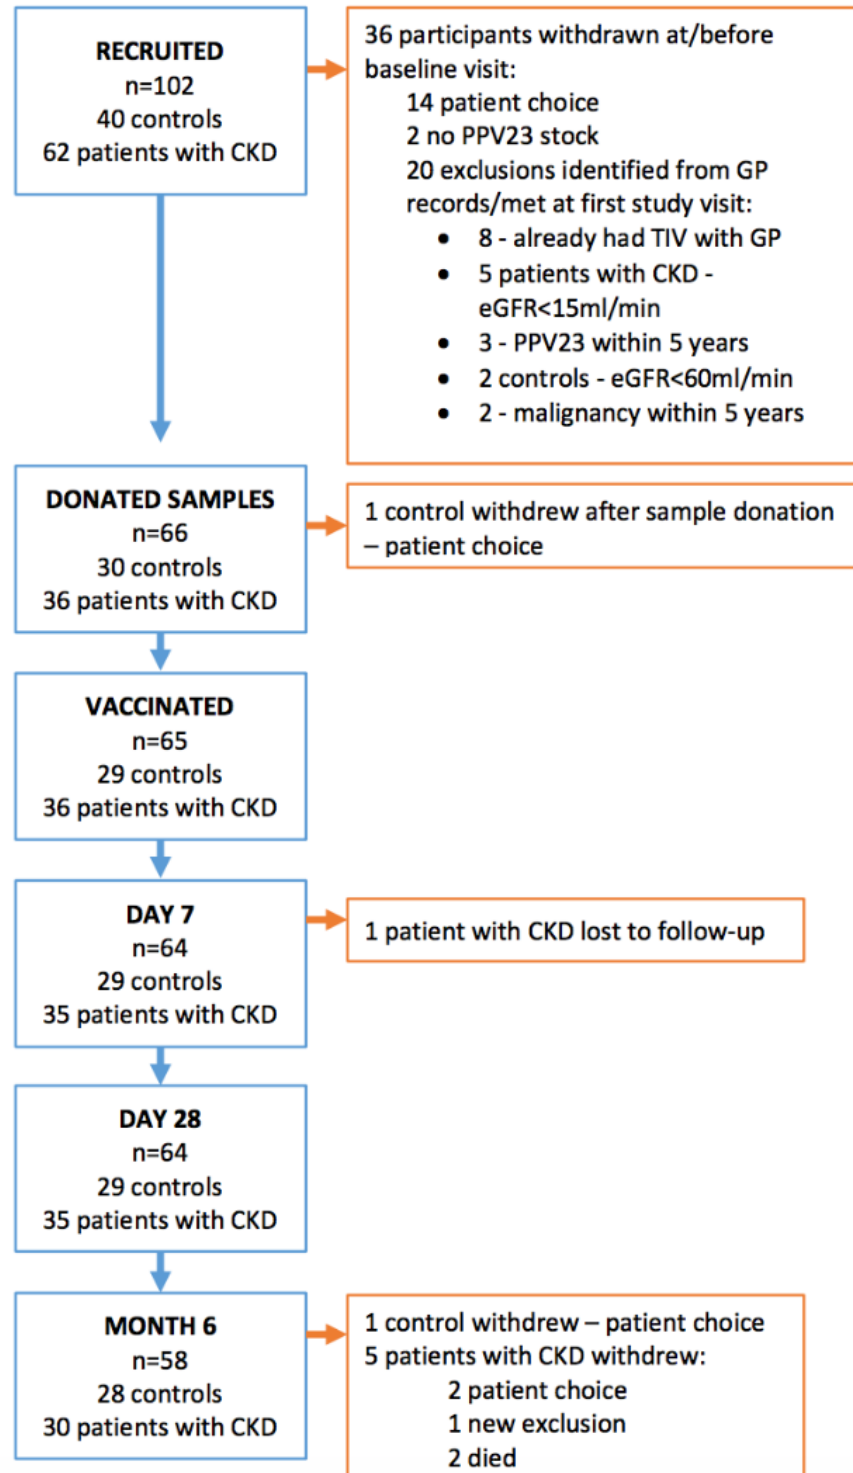 RECRUITED
n=102
40 controls
62 patients with CKD
36 participants withdrawn at/before
baseline visit:
14 patient choice
2 no PPV23 stock
20 exclusions identified from GP
records/met at first study visit:
• 8 - already had TIV with GP
• 5 patients with CKD -
eGFR<15ml/min
• 3 - PPV23 within 5 years
• 2 controls - eGFR<60ml/min
• 2 - malignancy within 5 years
DONATED SAMPLES
n=66
30 controls
36 patients with CKD
1 control withdrew after sample donation
– patient choice
VACCINATED
n=65
29 controls
36 patients with CKD
DAY 7
n=64
29 controls
35 patients with CKD
1 patient with CKD lost to follow-up
DAY 28
n=64
29 controls
35 patients with CKD
MONTH 6
n=58
28 controls
30 patients with CKD
1 control withdrew – patient choice
5 patients with CKD withdrew:
2 patient choice
1 new exclusion
2 died